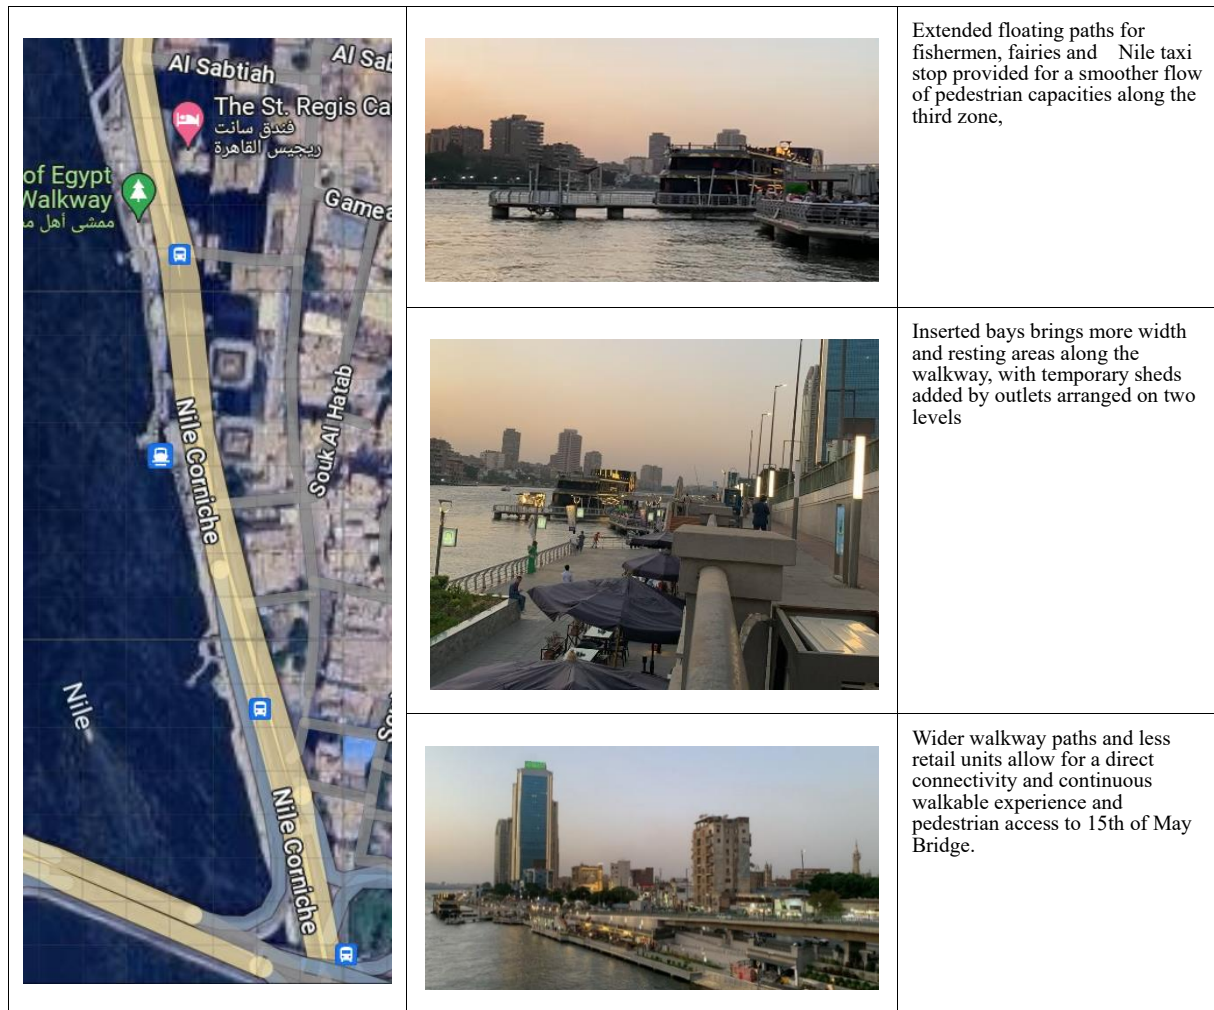 Al Sabtiah
Al Sal
The St. Regis Ca
فندق سانت
ريجيس القاهرة
of Egypt
Walkway
ممشى أهل مص
Gamea
Nile Corniche
Souk Al Hatab
Nile
Sou
Nile Corniche
Extended floating paths for
fishermen, fairies and Nile taxi
stop provided for a smoother flow
of pedestrian capacities along the
third zone,
Inserted bays brings more width
and resting areas along the
walkway, with temporary sheds
added by outlets arranged on two
levels
Wider walkway paths and less
retail units allow for a direct
connectivity and continuous
walkable experience and
pedestrian access to 15th of May
Bridge.